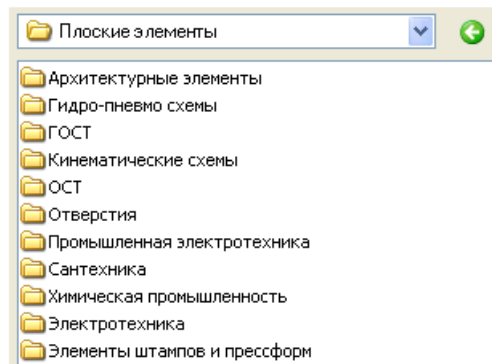 Плоские элементы
Архитектурные элементы
Гидро-пневмо схемы
ГОСТ
Кинематические схемы
ОСТ
Отверстия
Промышленная электротехника
Сантехника
Химическая промышленность
Электротехника
Элементы штампов и прессформ